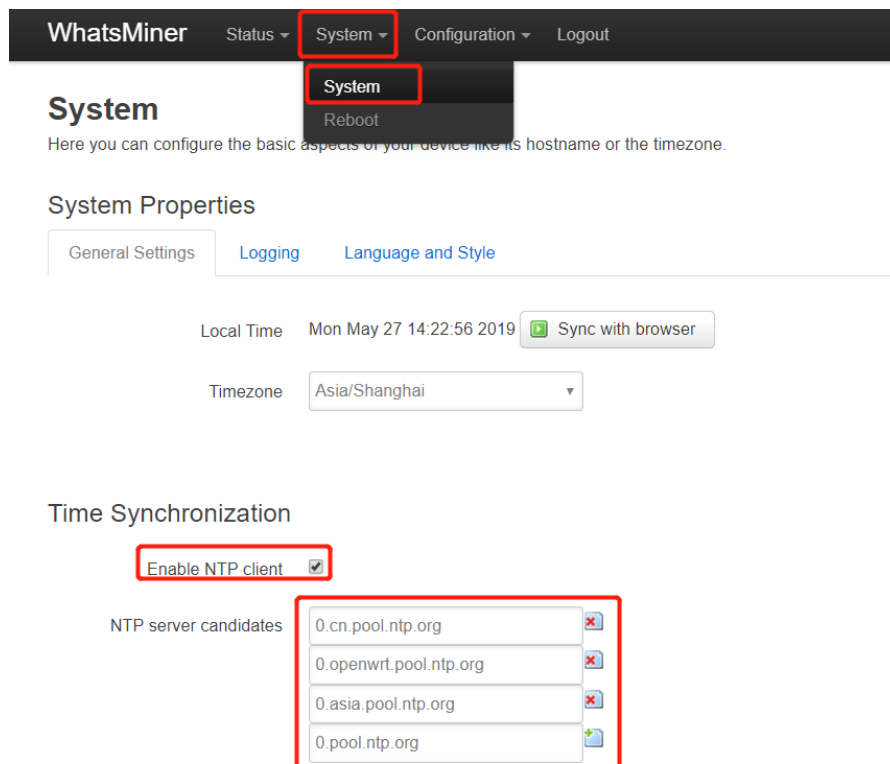 WhatsMiner Status System Configuration Logout
System
Reboot
System
Here you can configure the basic aspects of your device like its hostname or the timezone.
System Properties
General Settings Logging Language and Style
Local Time Mon May 27 14:22:56 2019 Sync with browser
Timezone Asia/Shanghai
Time Synchronization
Enable NTP client
NTP server candidates 0.cn.pool.ntp.org
0.openwrt.pool.ntp.org
0.asia.pool.ntp.org
0.pool.ntp.org